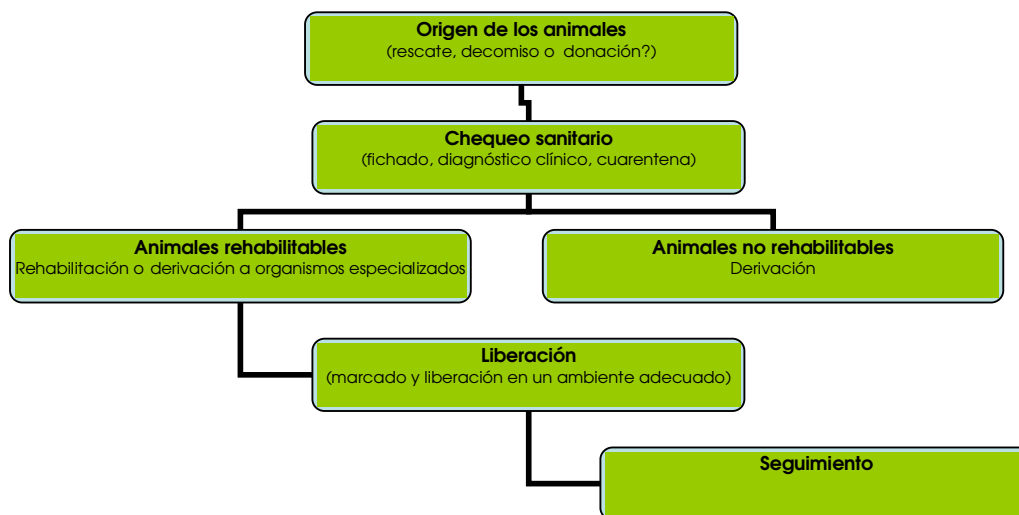 Origen de los animales
(rescate, decomiso o donación?)
Chequeo sanitario
(fichado, diagnóstico clínico, cuarentena)
Animales rehabilitables
Rehabilitación o derivación a organismos especializados
Animales no rehabilitables
Derivación
Liberación
(marcado y liberación en un ambiente adecuado)
Seguimiento